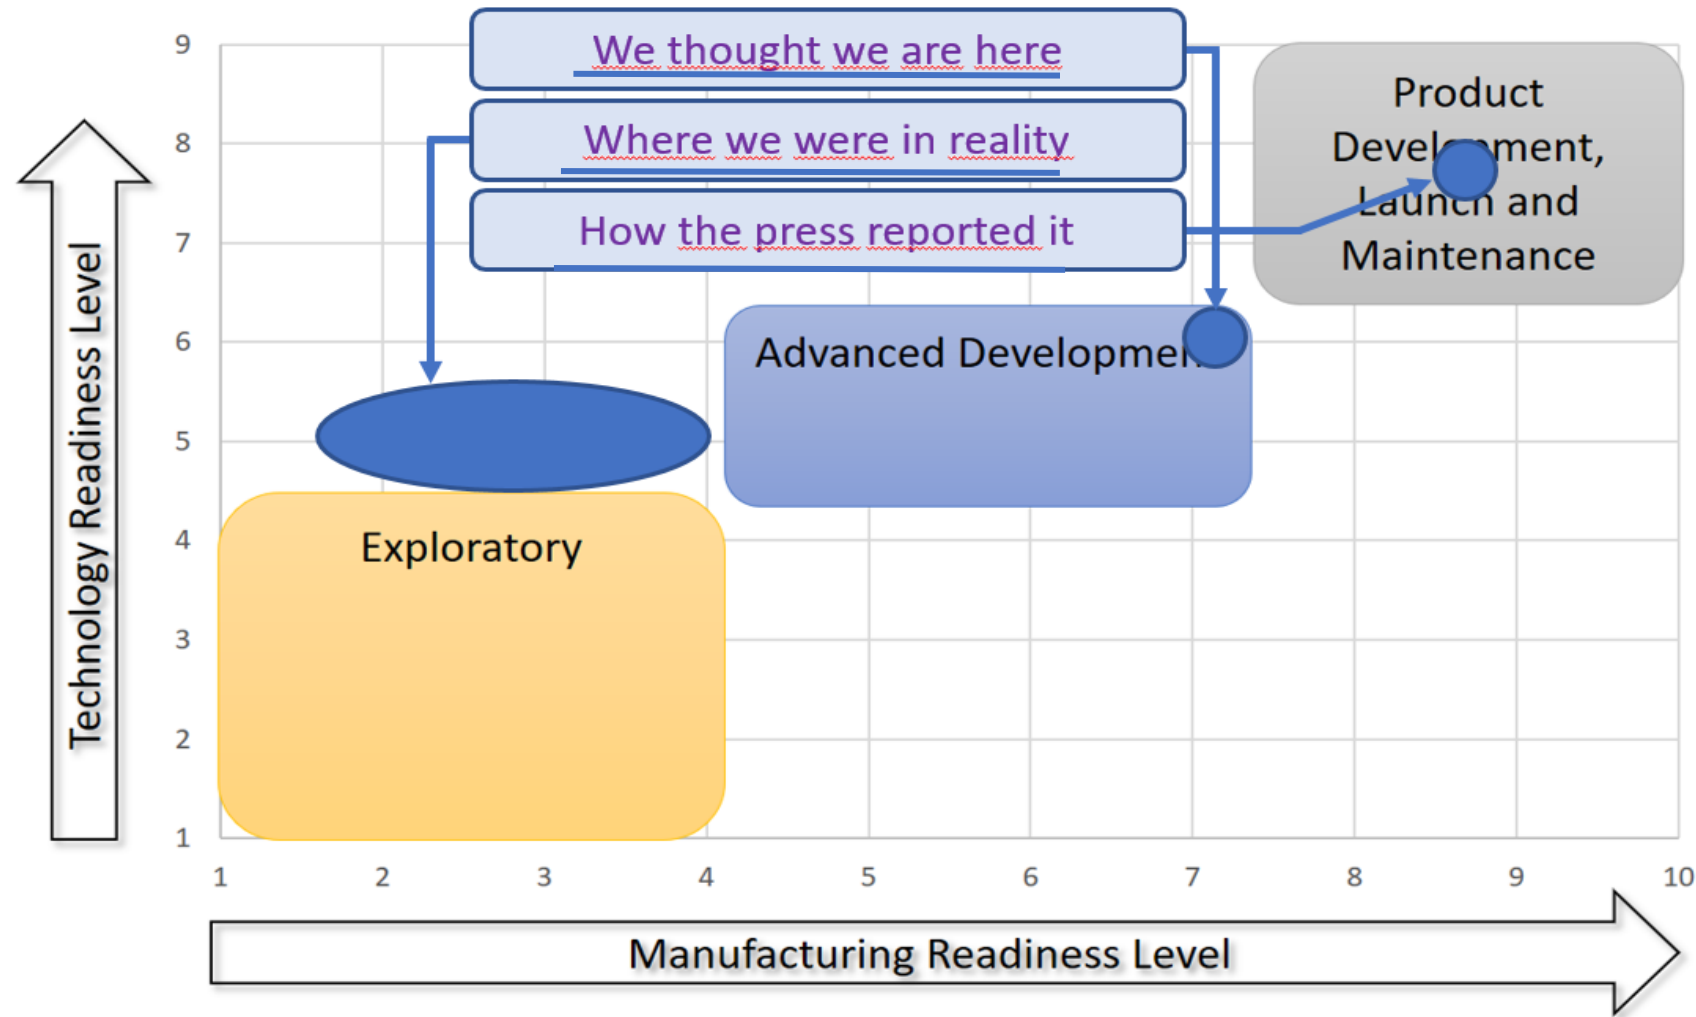 We thought we are here
Where we were in reality
How the press reported it
Product
Development,
Launch and
Maintenance
Advanced Development
Exploratory
Technology Readiness Level
9
8
7
6
5
4
3
2
1
1 2 3 4 5 6 7 8 9 10
Manufacturing Readiness Level